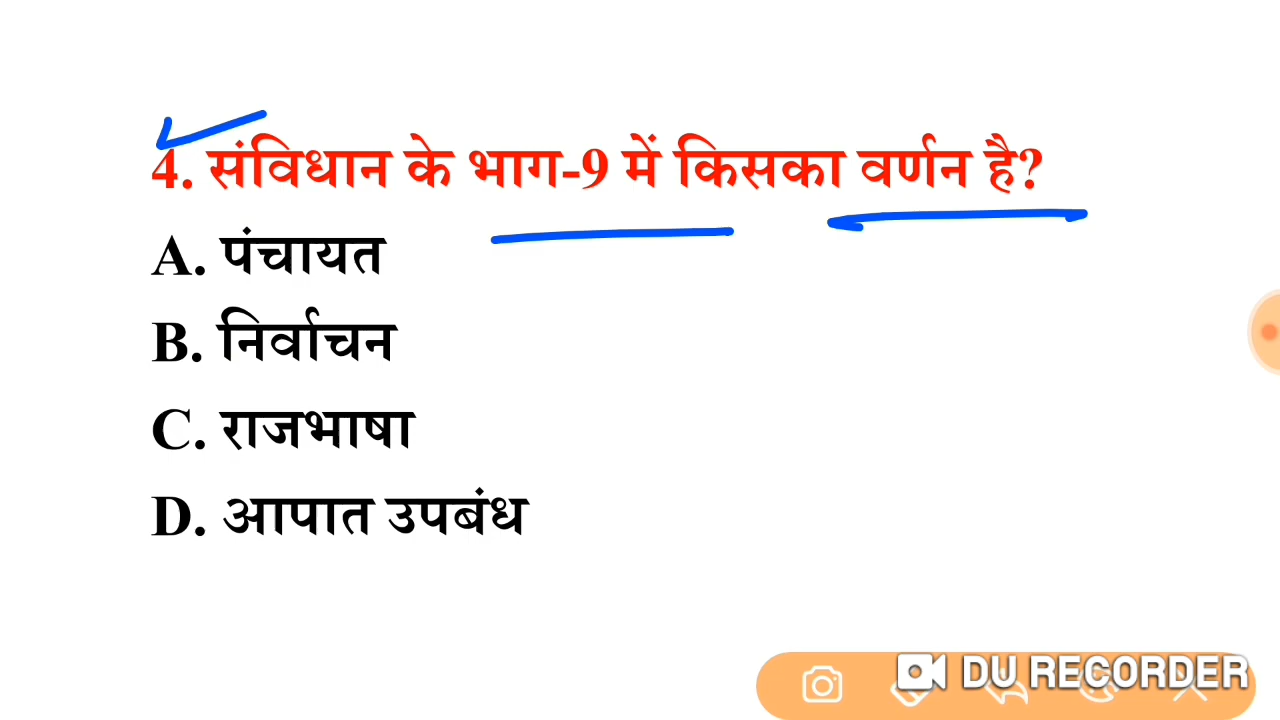 4. संविधान के भाग-9 में किसका वर्णन है?
A. पंचायत
B. निर्वाचन
C. राजभाषा
D. आपात उपबंध
DU RECORDER